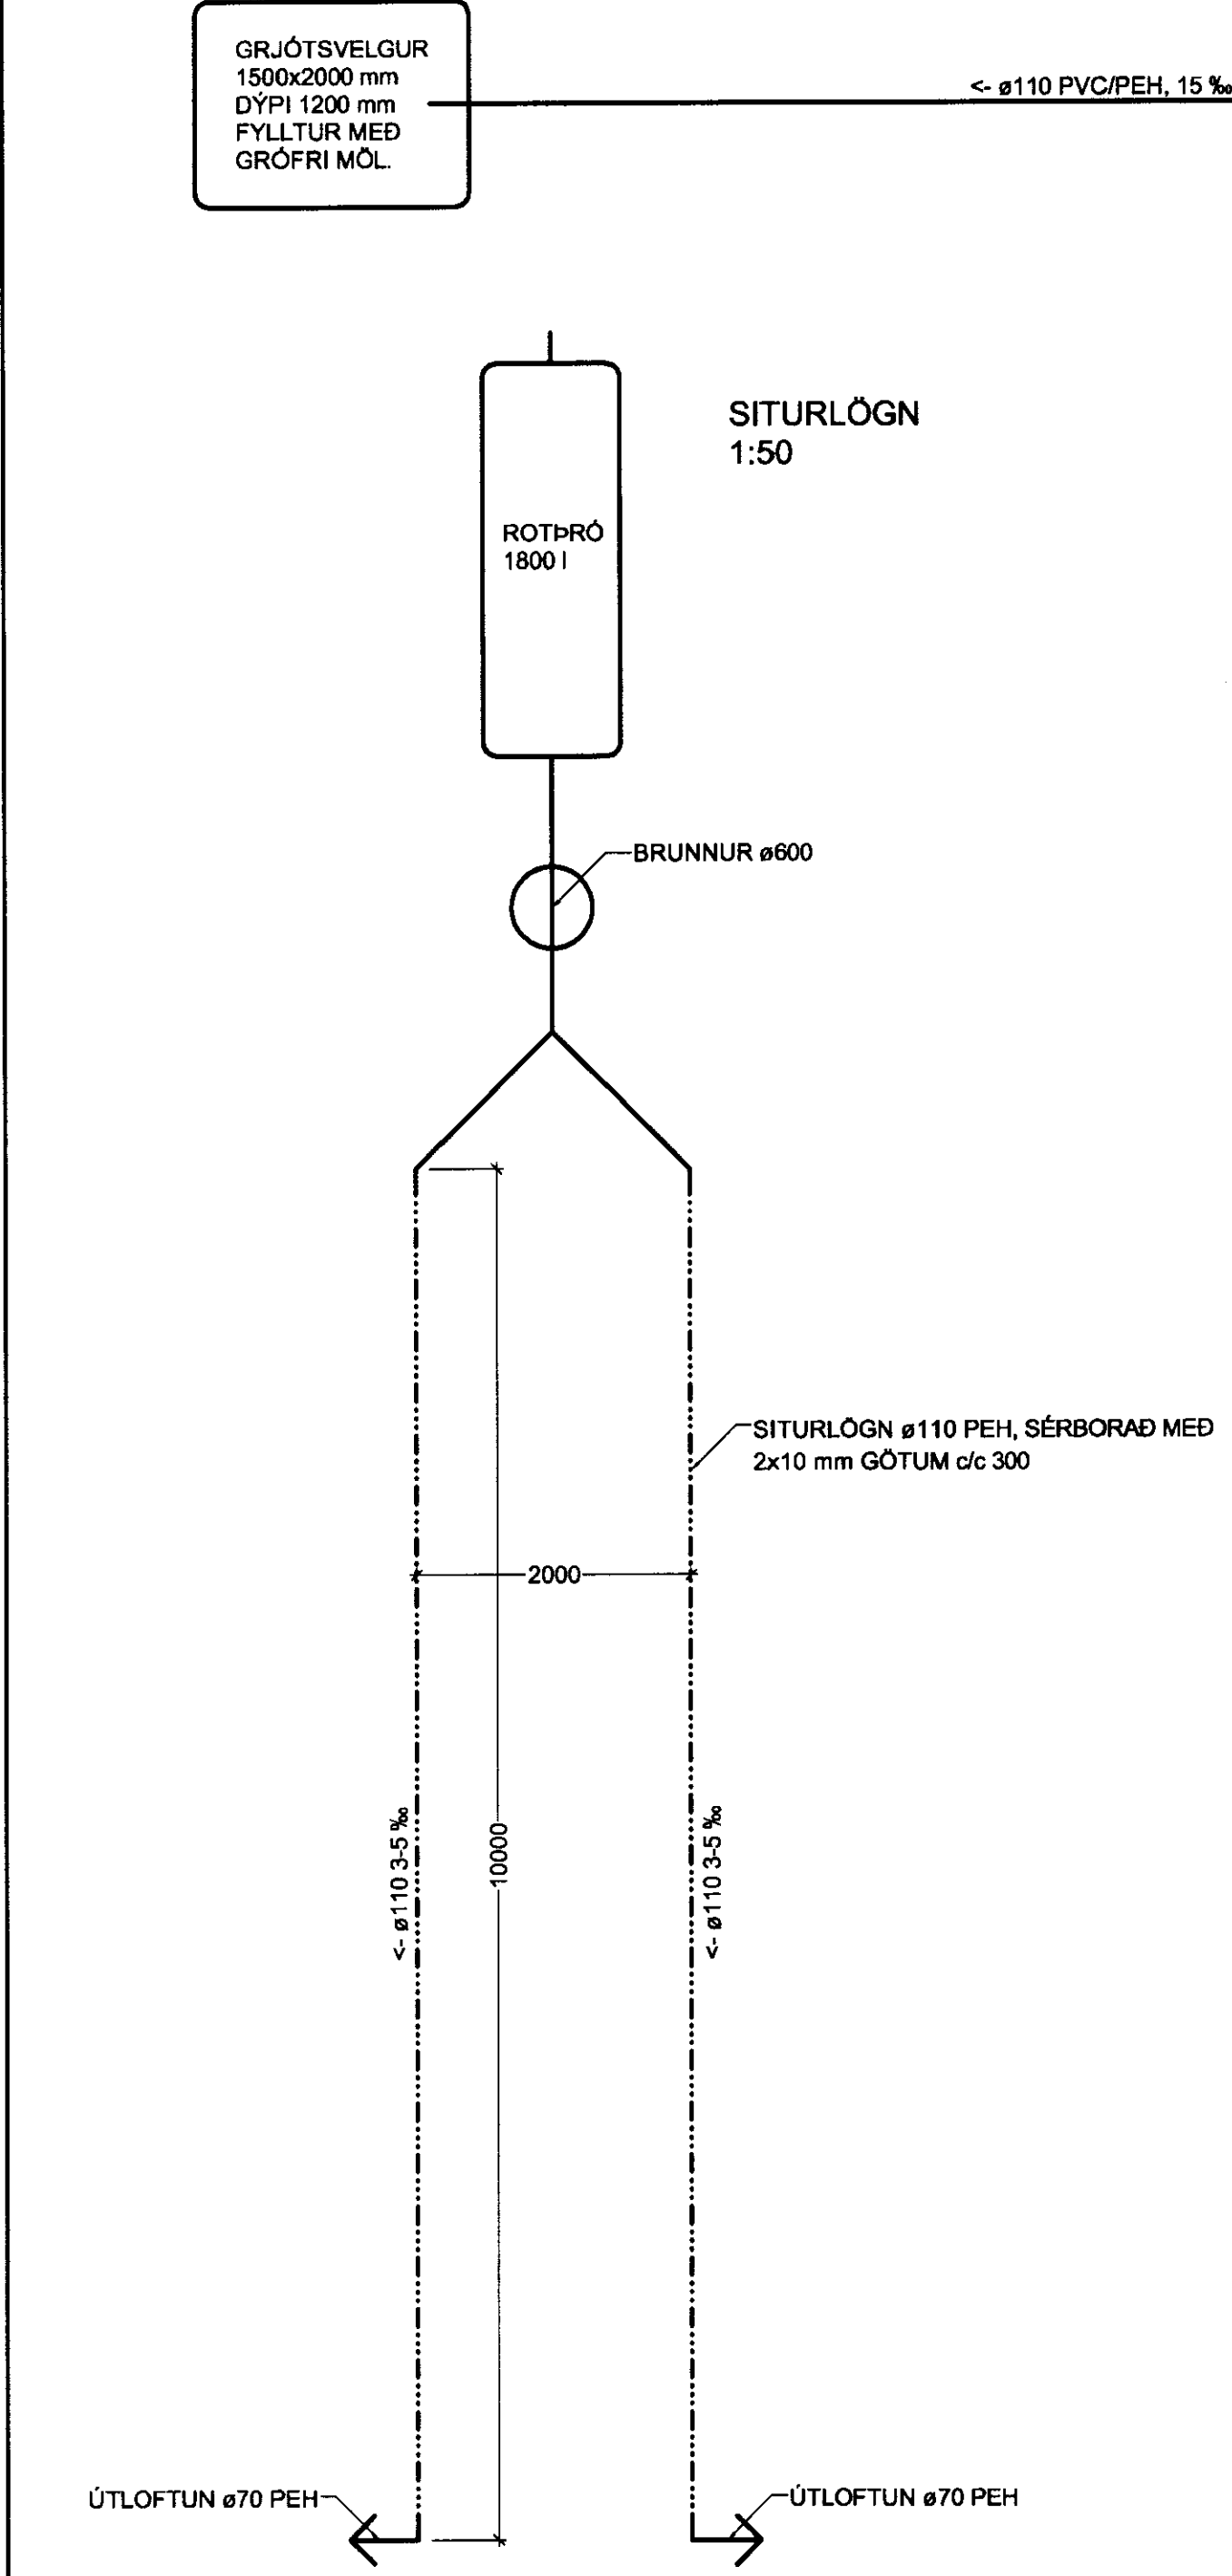 GRJÓTSVELGUR
1500x2000 mm
DÝPI 1200 mm
FYLLTUR MEÐ
GRÓFRI MÖL.
<- ø110 PVC/PEH, 15 ‰
SITURLÖGN
1:50
ROTÞRÓ
1800 l
BRUNNUR ø600
SITURLÖGN ø110 PEH, SÉRBORAÐ MEÐ
2x10 mm GÖTUM c/c 300
2000
<- ø110 3-5 ‰
10000
<- ø110 3-5 ‰
ÚTLOFTUN ø70 PEH
ÚTLOFTUN ø70 PEH